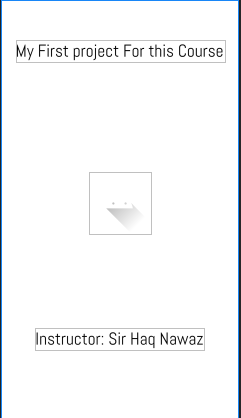 My First project For this Course
Instructor: Sir Haq Nawaz